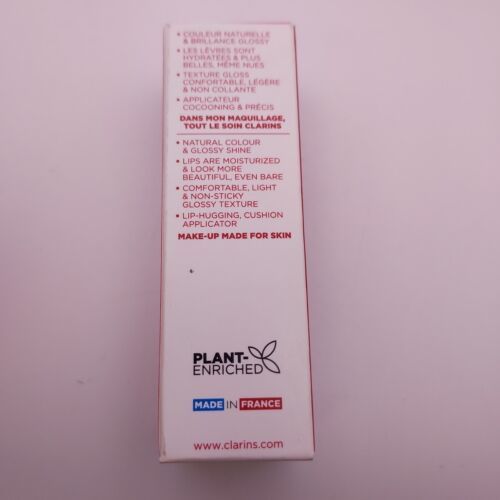 • COULEUR NATURELLE
& BRILLANCE GLOSSY
• LES LÈVRES SONT
HYDRATÉES & PLUS
BELLES, MÊME NUES
• TEXTURE GLOSS
CONFORTABLE, LÉGÈRE
& NON COLLANTE
• APPLICATEUR
COCOONING & PRÉCIS
DANS MON MAQUILLAGE,
TOUT LE SOIN CLARINS
• NATURAL COLOUR
& GLOSSY SHINE
• LIPS ARE MOISTURIZED
& LOOK MORE
BEAUTIFUL, EVEN BARE
• COMFORTABLE, LIGHT
& NON-STICKY
GLOSSY TEXTURE
• LIP-HUGGING, CUSHION
APPLICATOR
MAKE-UP MADE FOR SKIN
PLANT-
ENRICHED
MADE IN FRANCE
www.clarins.com